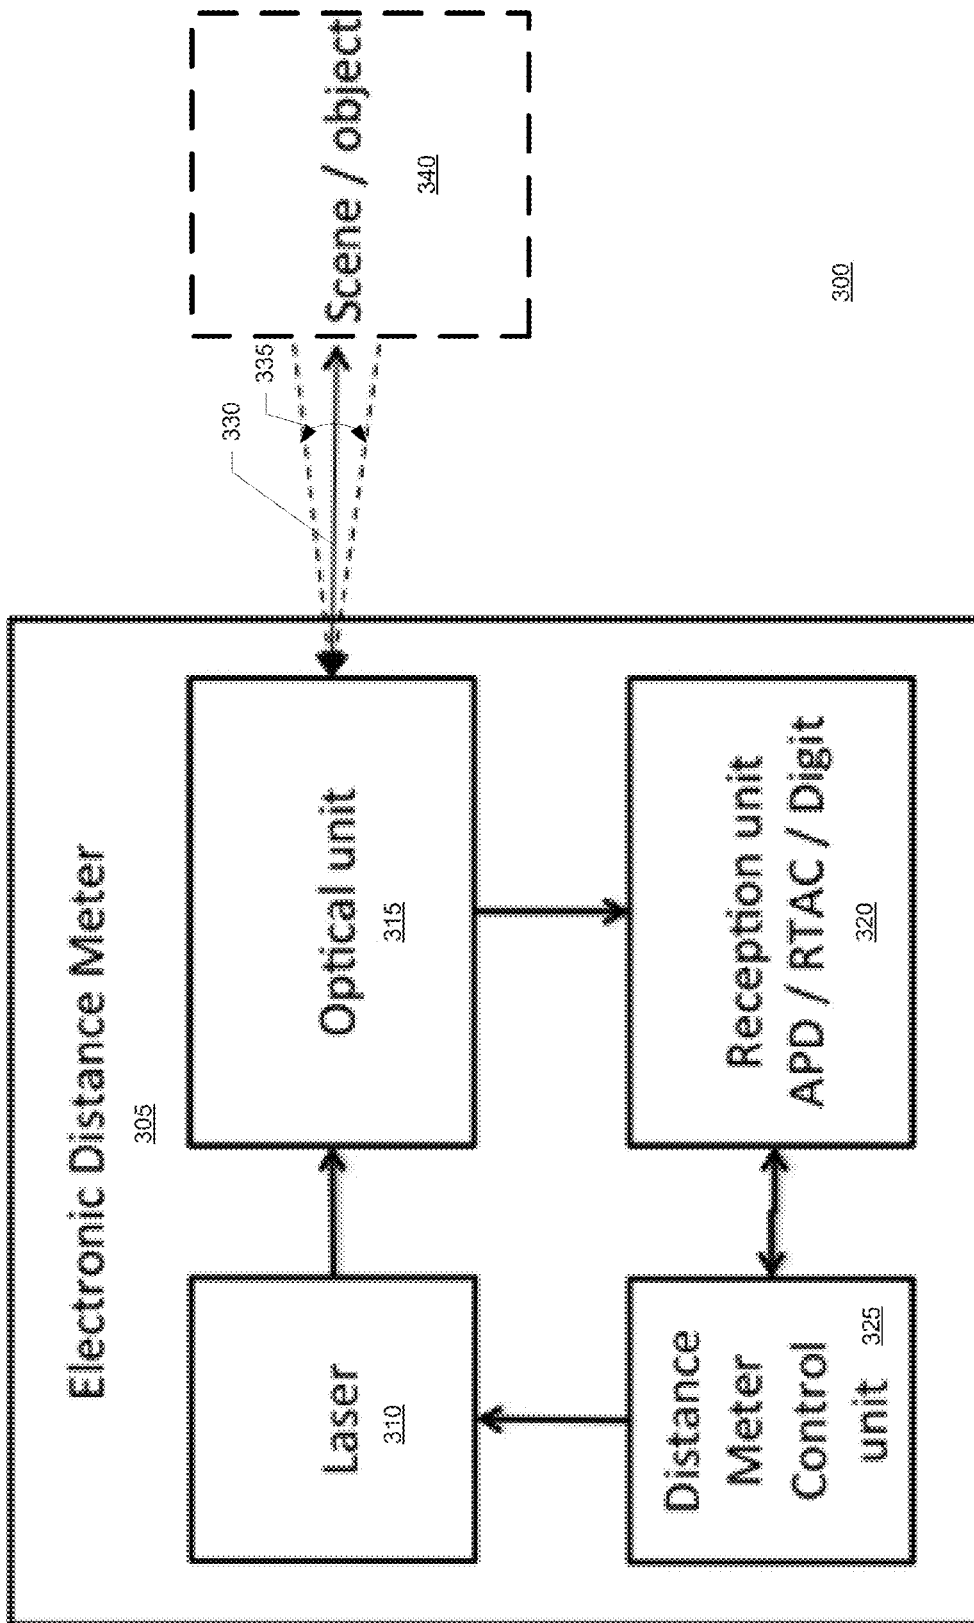 Electronic Distance Meter
305
Laser
310
Optical unit
315
330
335
Scene / object
340
Distance
Meter
Control
unit
325
Reception unit
APD / RTAC / Digit
320
300